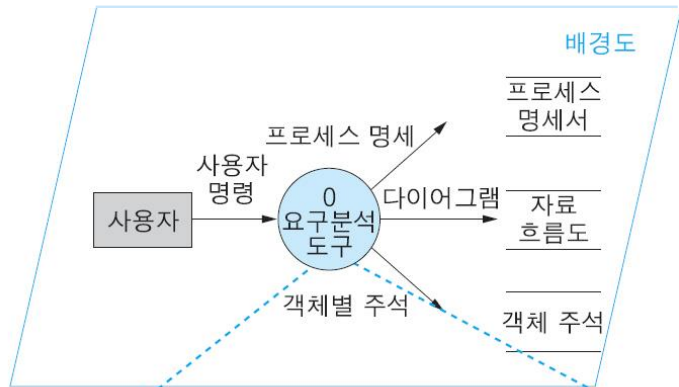 배경도
프로세스
명세서
프로세스 명세
사용자
명령
사용자
0
요구분석
도구
다이어그램
자료
흐름도
객체별 주석
객체 주석